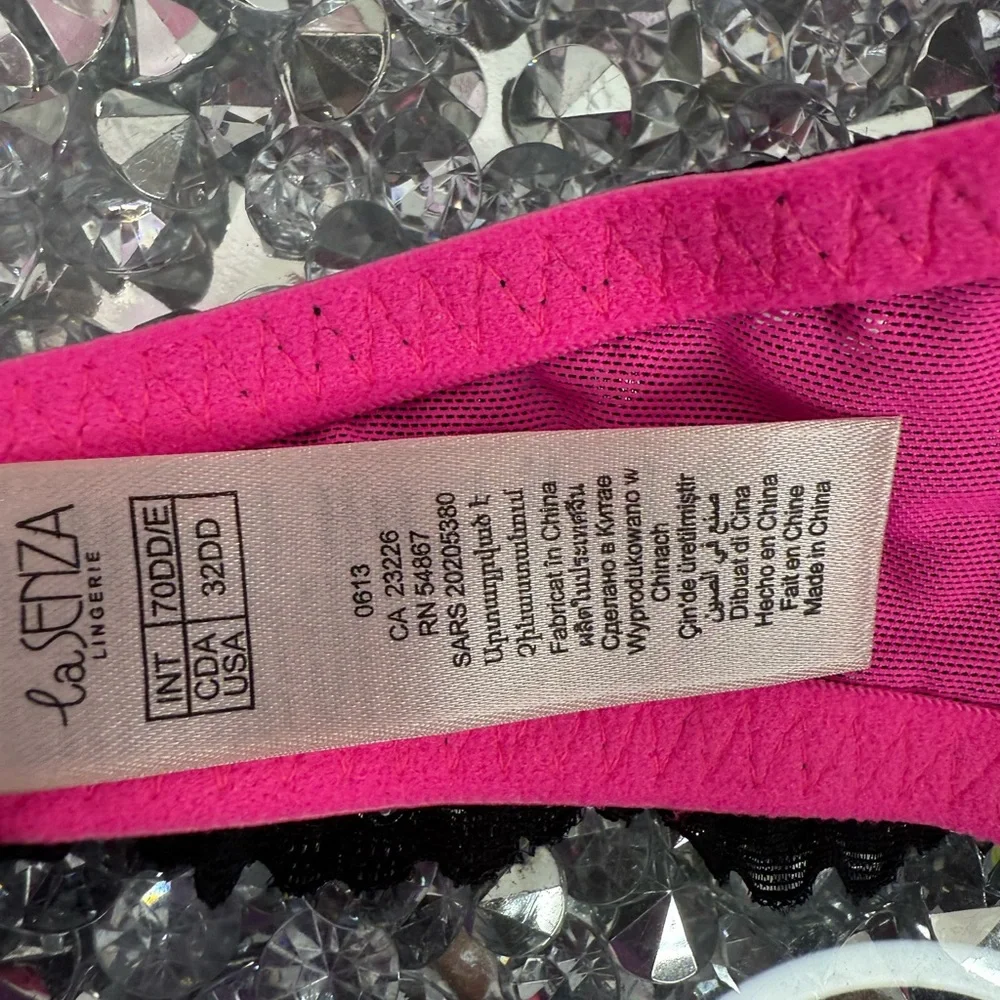 la SENZA
LINGERIE
INT 70DD/E
CDA
USA 32DD
0613
CA 23226
RN 54867
SARS 20205380
Արտադրված է
Չինաստանում
Fabricat în China
ผลิตในประเทศจีน
Сделано в Китае
Wyprodukowano w
Chinach
Çin'de üretilmiştir
صنع في الصين
Dibuat di Cina
Hecho en China
Fait en Chine
Made in China